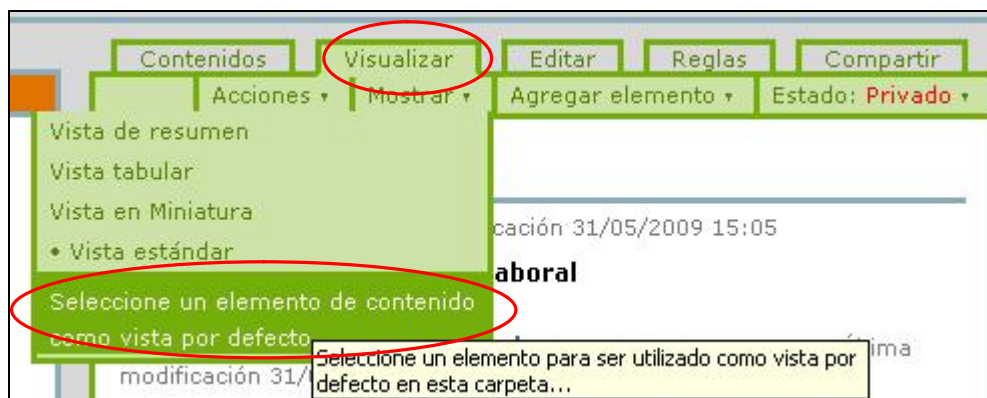 Contenidos Visualizar Editar Reglas Compartir
Acciones Mostrar Agregar elemento Estado: Privado
Vista de resumen
Vista tabular
Vista en Miniatura
cación 31/05/2009 15:05
• Vista estándar
aboral
Seleccione un elemento de contenido
como vista por defecto
ima
Seleccione un elemento para ser utilizado como vista por
modificación 31/
defecto en esta carpeta...